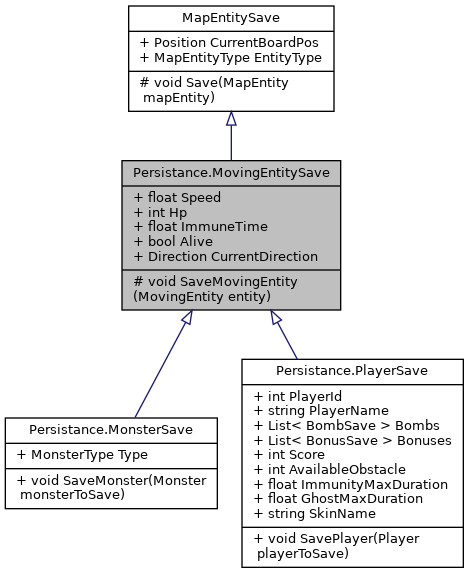 MapEntitySave
+ Position CurrentBoardPos
+ MapEntityType EntityType
# void Save(MapEntity
mapEntity)
Persistance.MovingEntitySave
+ float Speed
+ int Hp
+ float ImmuneTime
+ bool Alive
+ Direction CurrentDirection
# void SaveMovingEntity
(MovingEntity entity)
Persistance.MonsterSave
+ MonsterType Type
+ void SaveMonster(Monster
monsterToSave)
Persistance.PlayerSave
+ int PlayerId
+ string PlayerName
+ List< BombSave > Bombs
+ List< BonusSave > Bonuses
+ int Score
+ int AvailableObstacle
+ float ImmunityMaxDuration
+ float GhostMaxDuration
+ string SkinName
+ void SavePlayer(Player
playerToSave)